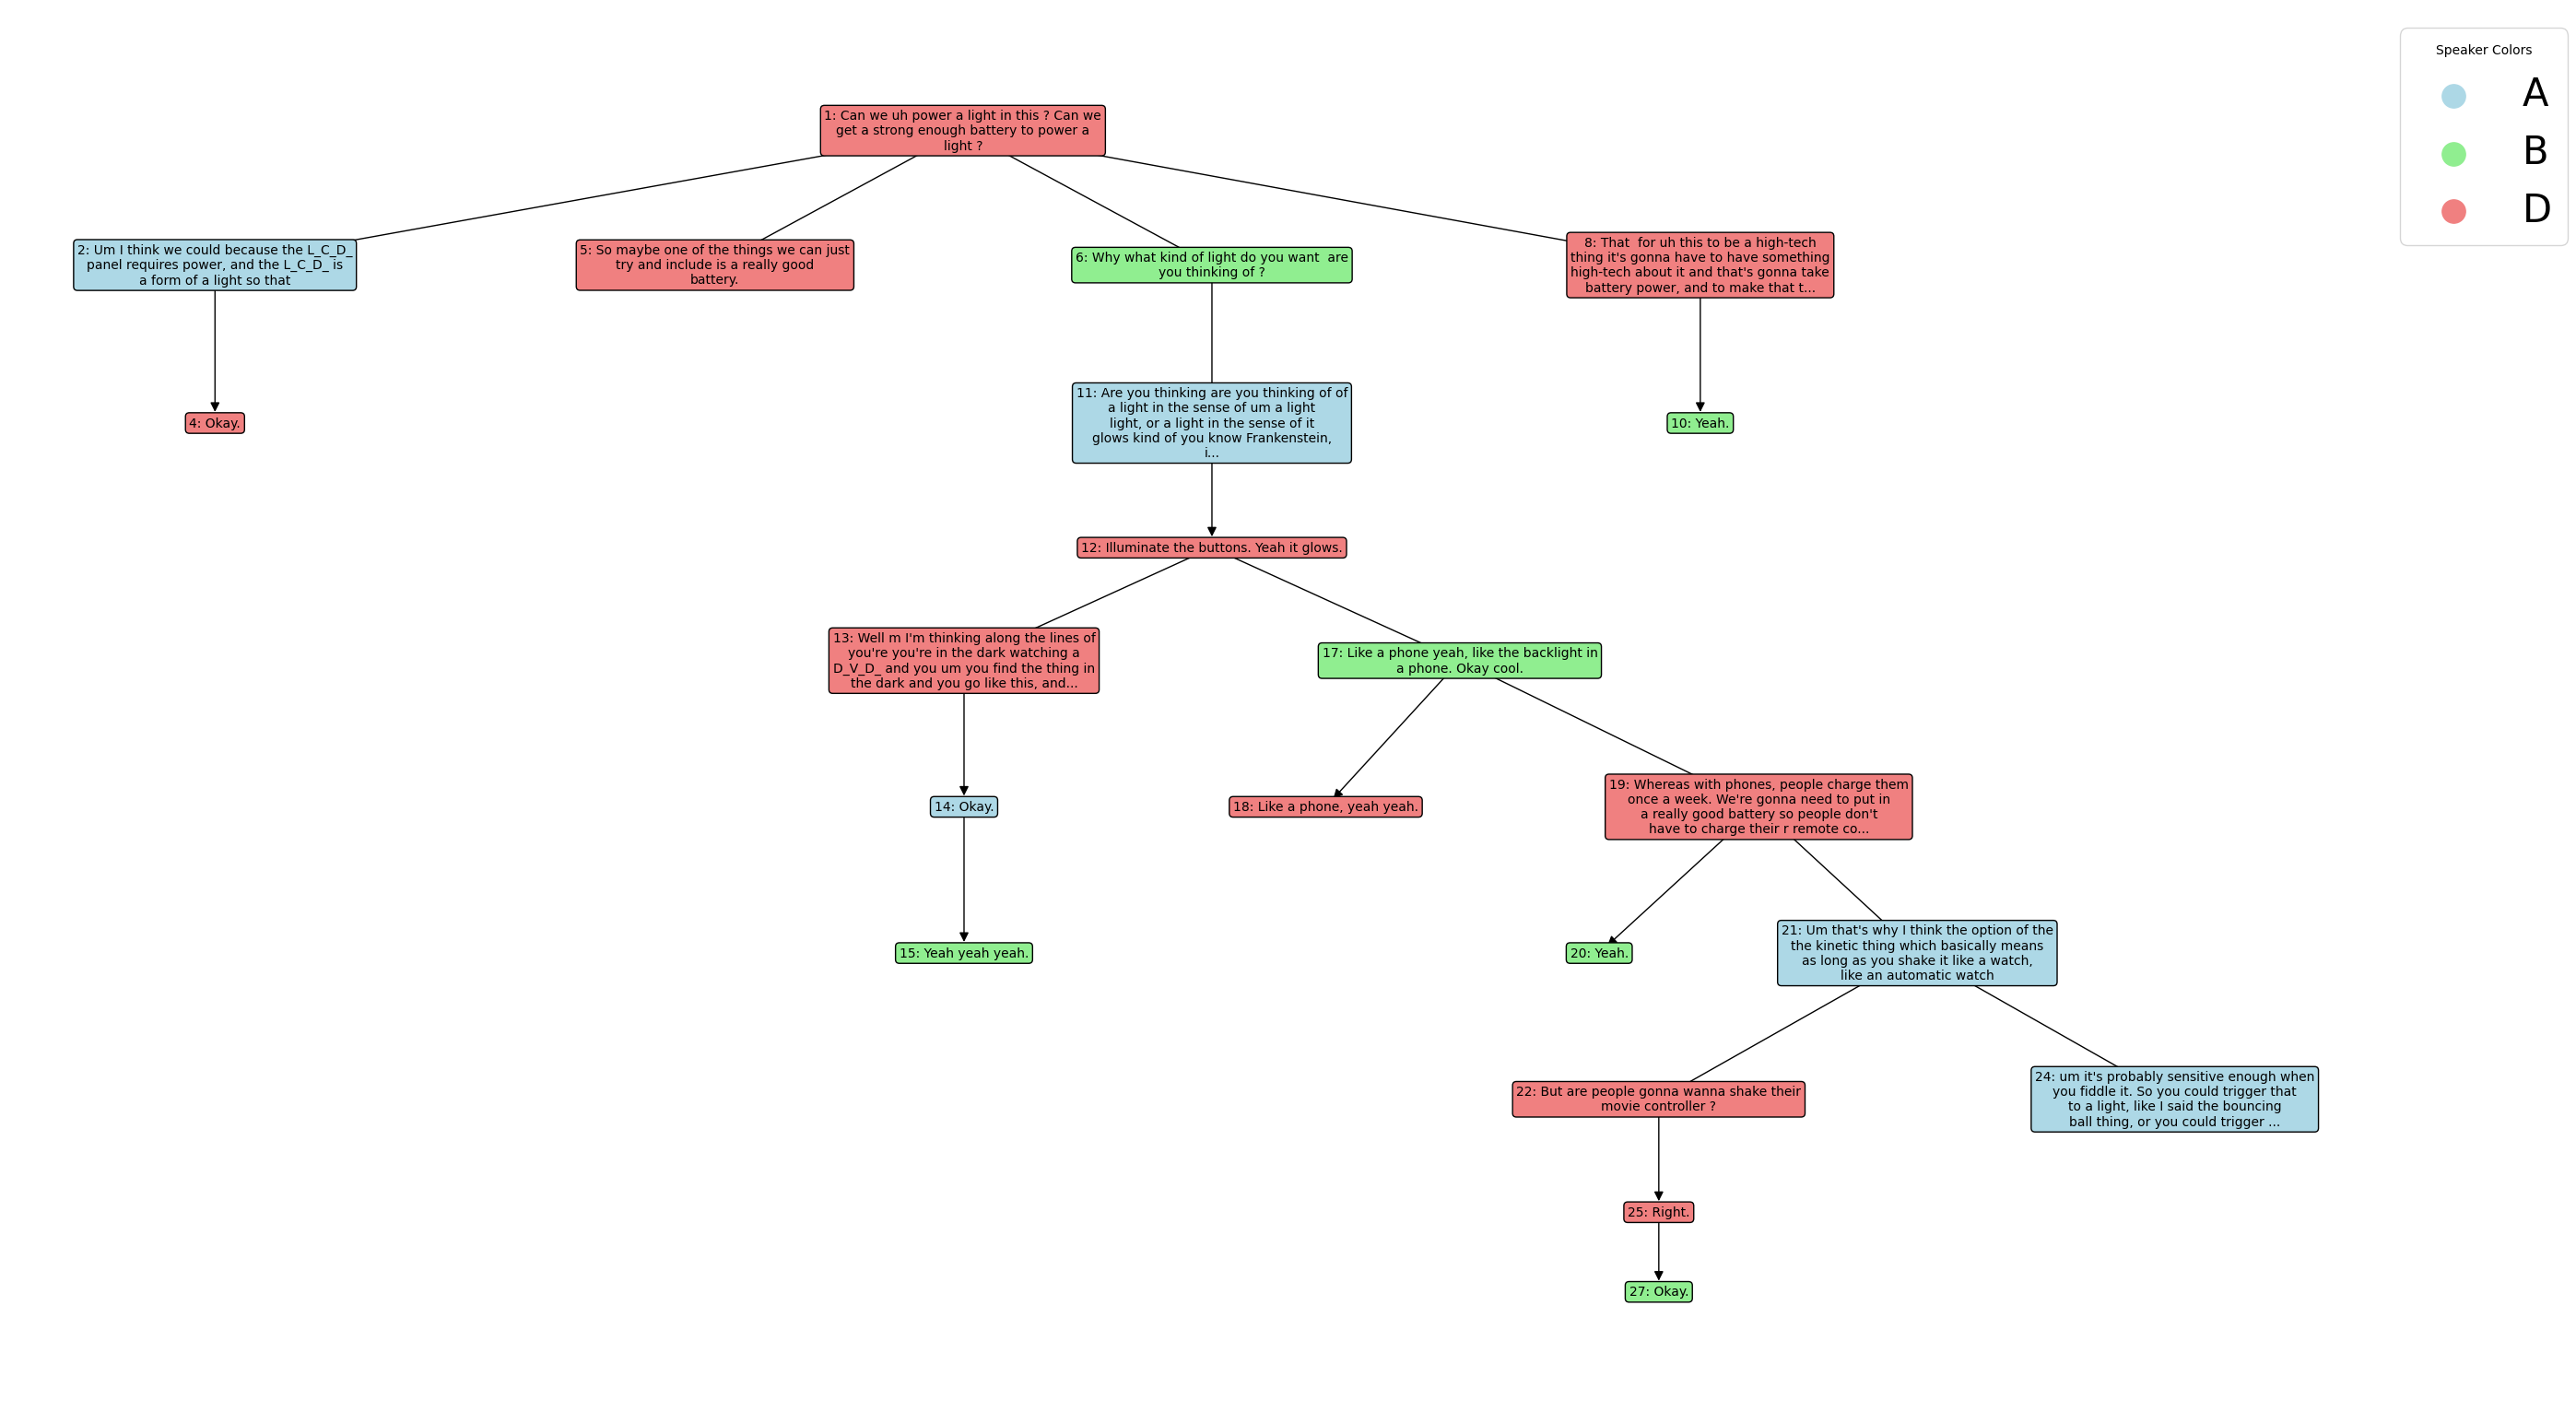 Speaker Colors
A
B
D
1: Can we uh power a light in this ? Can we
get a strong enough battery to power a
light ?
2: Um I think we could because the L_C_D_
panel requires power, and the L_C_D_ is
a form of a light so that
5: So maybe one of the things we can just
try and include is a really good
battery.
6: Why what kind of light do you want  are
you thinking of ?
8: That  for uh this to be a high-tech
thing it's gonna have to have something
high-tech about it and that's gonna take
battery power, and to make that t...
4: Okay.
11: Are you thinking are you thinking of of
a light in the sense of um a light
light, or a light in the sense of it
glows kind of you know Frankenstein,
i...
10: Yeah.
12: Illuminate the buttons. Yeah it glows.
13: Well m I'm thinking along the lines of
you're you're in the dark watching a
D_V_D_ and you um you find the thing in
the dark and you go like this, and...
17: Like a phone yeah, like the backlight in
a phone. Okay cool.
14: Okay.
18: Like a phone, yeah yeah.
19: Whereas with phones, people charge them
once a week. We're gonna need to put in
a really good battery so people don't
have to charge their r remote co...
15: Yeah yeah yeah.
20: Yeah.
21: Um that's why I think the option of the
the kinetic thing which basically means
as long as you shake it like a watch,
like an automatic watch
22: But are people gonna wanna shake their
movie controller ?
24: um it's probably sensitive enough when
you fiddle it. So you could trigger that
to a light, like I said the bouncing
ball thing, or you could trigger ...
25: Right.
27: Okay.